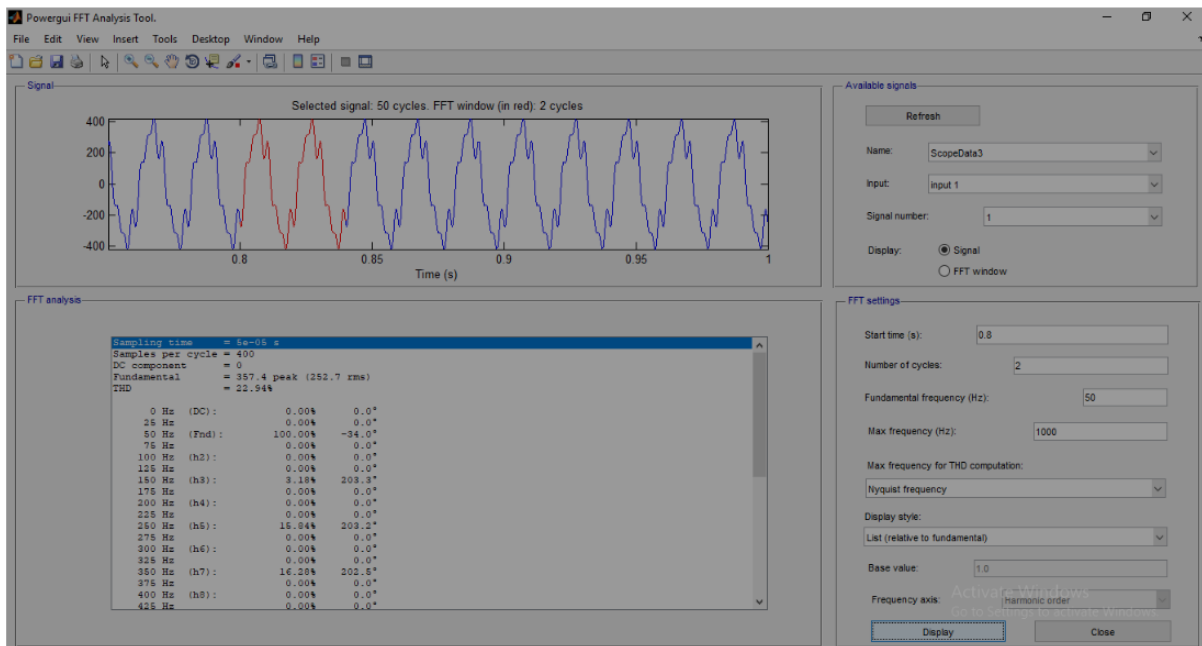 Powergui FFT Analysis Tool.
File Edit View Insert Tools Desktop Window Help
Signal
Selected signal: 50 cycles. FFT window (in red): 2 cycles
400
200
0
-200
-400
0.8 0.85 0.9 0.95 1
Time (s)
Available signals
Refresh
Name: ScopeData3
Input: input 1
Signal number: 1
Display: Signal
FFT window
FFT analysis
Sampling time = 5e-05 s
Samples per cycle = 400
DC component = 0
Fundamental = 357.4 peak (252.7 rms)
THD = 22.94%
0 Hz (DC): 0.00% 0.0°
25 Hz 0.00% 0.0°
50 Hz (Fnd): 100.00% -34.0°
75 Hz 0.00% 0.0°
100 Hz (h2): 0.00% 0.0°
125 Hz 0.00% 0.0°
150 Hz (h3): 3.18% 203.3°
175 Hz 0.00% 0.0°
200 Hz (h4): 0.00% 0.0°
225 Hz 0.00% 0.0°
250 Hz (h5): 15.84% 203.2°
275 Hz 0.00% 0.0°
300 Hz (h6): 0.00% 0.0°
325 Hz 0.00% 0.0°
350 Hz (h7): 16.28% 202.5°
375 Hz 0.00% 0.0°
400 Hz (h8): 0.00% 0.0°
425 Hz 0.00% 0.0°
FFT settings
Start time (s): 0.8
Number of cycles: 2
Fundamental frequency (Hz): 50
Max frequency (Hz): 1000
Max frequency for THD computation:
Nyquist frequency
Display style:
List (relative to fundamental)
Base value: 1.0
Activate Windows
Frequency axis: Harmonic order
Go to Settings to activate Windows.
Display Close